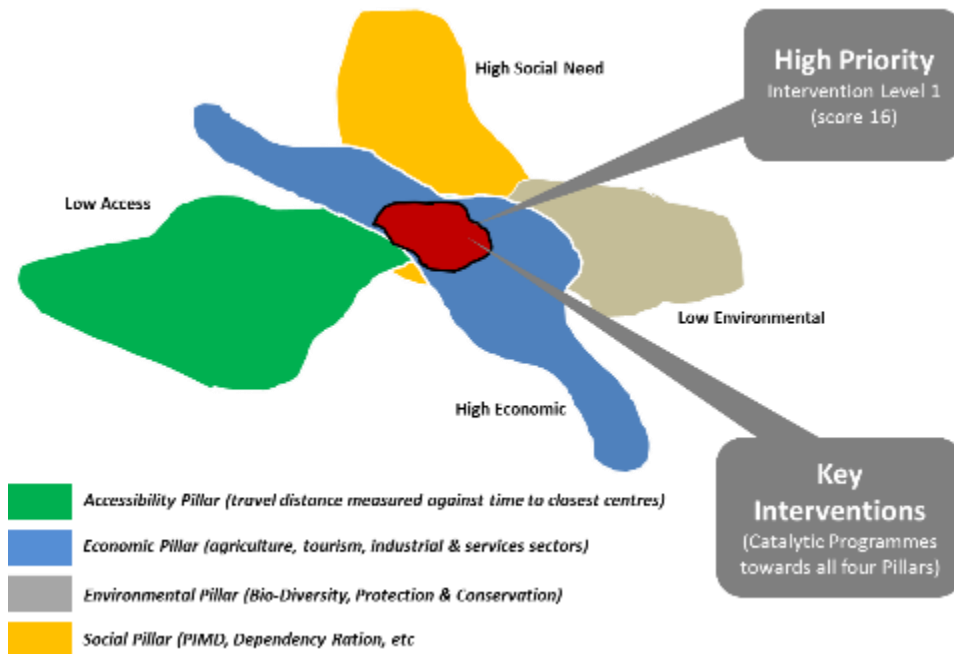 High Social Need
High Priority
Intervention Level 1
(score 16)
Low Access
Low Environmental
High Economic
Key
Interventions
(Catalytic Programmes
towards all four Pillars)
Accessibility Pillar (travel distance measured against time to closest centres)
Economic Pillar (agriculture, tourism, industrial & services sectors)
Environmental Pillar (Bio-Diversity, Protection & Conservation)
Social Pillar (PIMD, Dependency Ration, etc